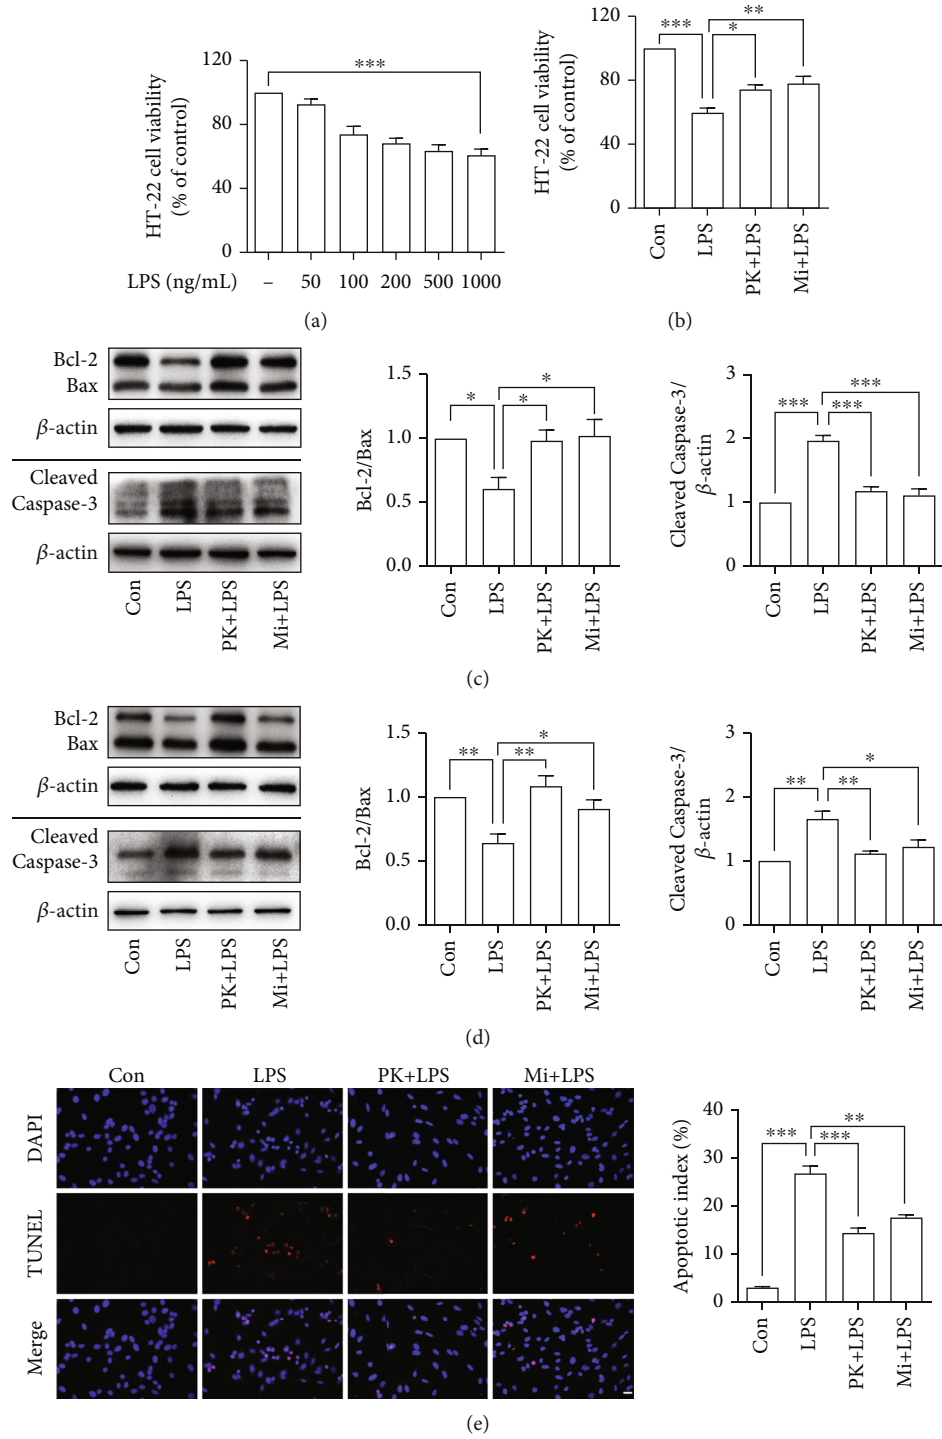 120
80
40
0
HT-22 cell viability
(% of control)
***
LPS (ng/mL) – 50 100 200 500 1000
(a)
120
80
40
0
HT-22 cell viability
(% of control)
***
*
**
Con LPS PK+LPS Mi+LPS
(b)
Bcl-2
Bax
β-actin
Cleaved
Caspase-3
β-actin
Con LPS PK+LPS Mi+LPS
1.5
1.0
0.5
0.0
Bcl-2/Bax
* * *
Con LPS PK+LPS Mi+LPS
3
2
1
0
Cleaved Caspase-3/
β-actin
*** *** ***
Con LPS PK+LPS Mi+LPS
(c)
Bcl-2
Bax
β-actin
Cleaved
Caspase-3
β-actin
Con LPS PK+LPS Mi+LPS
1.5
1.0
0.5
0.0
Bcl-2/Bax
** ** *
Con LPS PK+LPS Mi+LPS
3
2
1
0
Cleaved Caspase-3/
β-actin
** ** *
Con LPS PK+LPS Mi+LPS
(d)
Con LPS PK+LPS Mi+LPS
DAPI
TUNEL
Merge
40
30
20
10
0
Apoptotic index (%)
*** *** **
Con LPS PK+LPS Mi+LPS
(e)